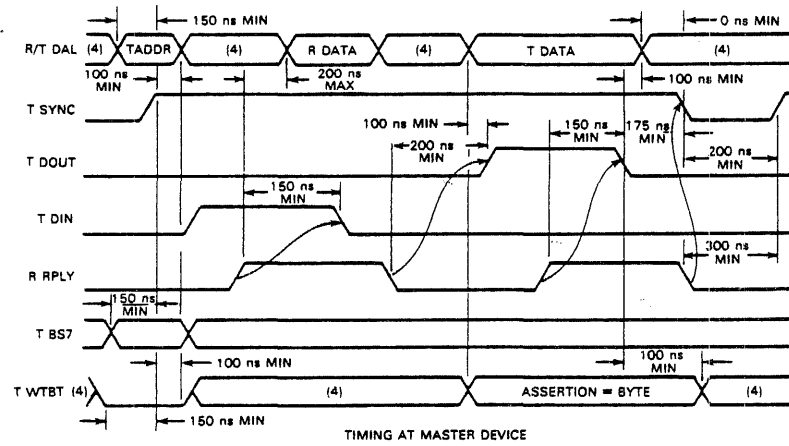 150 ns MIN
0 ns MIN
R/T DAL (4) TADDR (4) R DATA (4) T DATA (4)
100 ns MIN
200 ns MAX
100 ns MIN
T SYNC
100 ns MIN
150 ns MIN
175 ns MIN
200 ns MIN
200 ns MIN
T DOUT
150 ns MIN
T DIN
300 ns MIN
R RPLY
150 ns MIN
T BS7
100 ns MIN
100 ns MIN
T WTBT (4) (4) ASSERTION = BYTE (4)
150 ns MIN
TIMING AT MASTER DEVICE